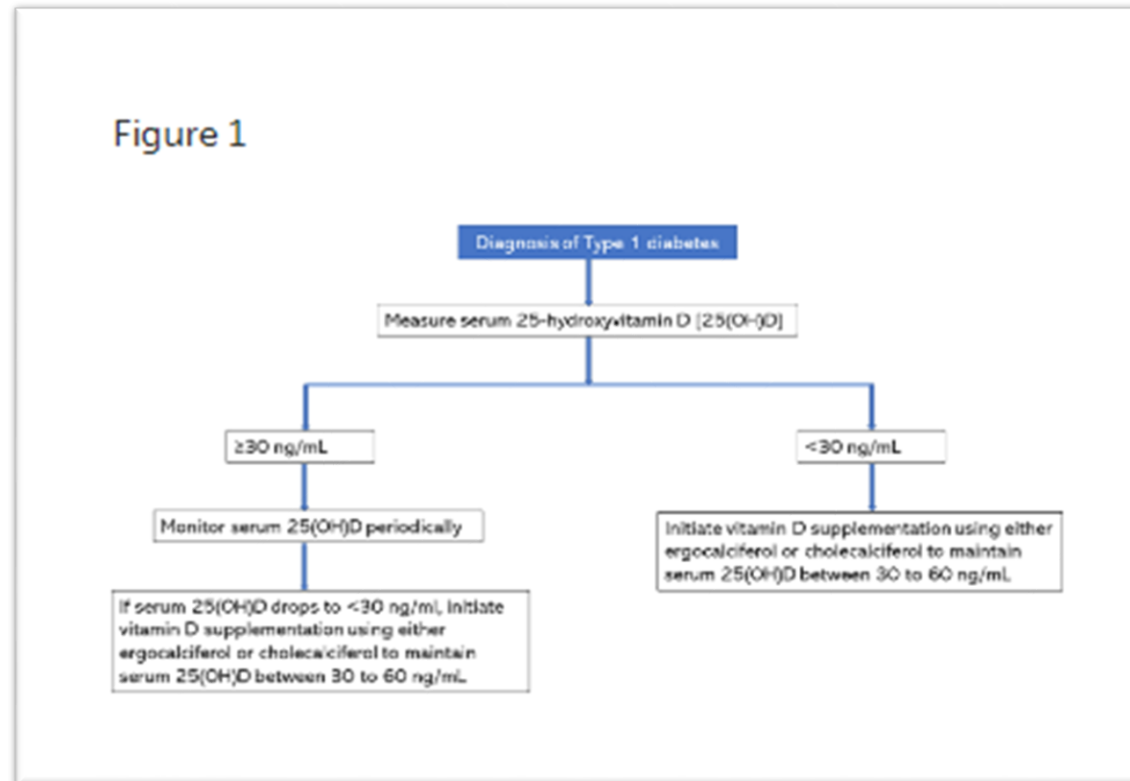 Figure 1
Diagnosis of Type 1 diabetes
Measure serum 25-hydroxyvitamin D [25(OH)D]
≥30 ng/mL
<30 ng/mL
Monitor serum 25(OH)D periodically
Initiate vitamin D supplementation using either
ergocalciferol or cholecalciferol to maintain
serum 25(OH)D between 30 to 60 ng/mL
If serum 25(OH)D drops to <30 ng/ml, initiate
vitamin D supplementation using either
ergocalciferol or cholecalciferol to maintain
serum 25(OH)D between 30 to 60 ng/mL